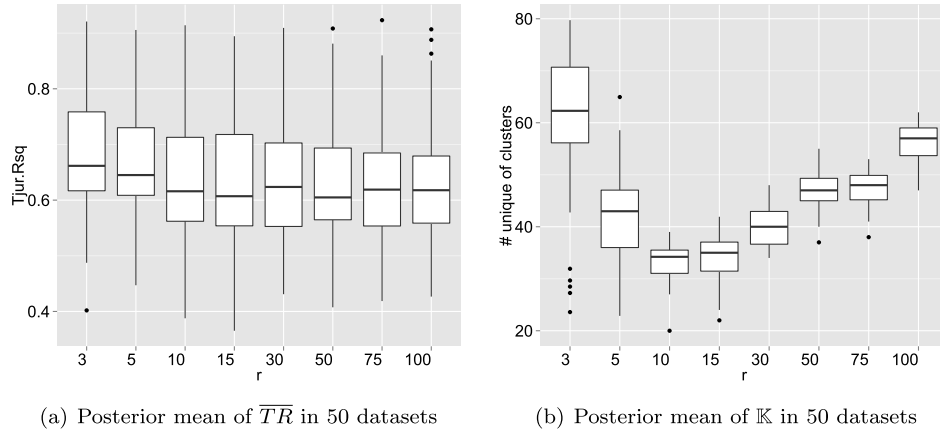 Tjur.Rsq
0.8
0.6
0.4
3 5 10 15 30 50 75 100
r
(a) Posterior mean of $\overline{TR}$ in 50 datasets
# unique of clusters
80
60
40
20
3 5 10 15 30 50 75 100
r
(b) Posterior mean of 𝕂 in 50 datasets